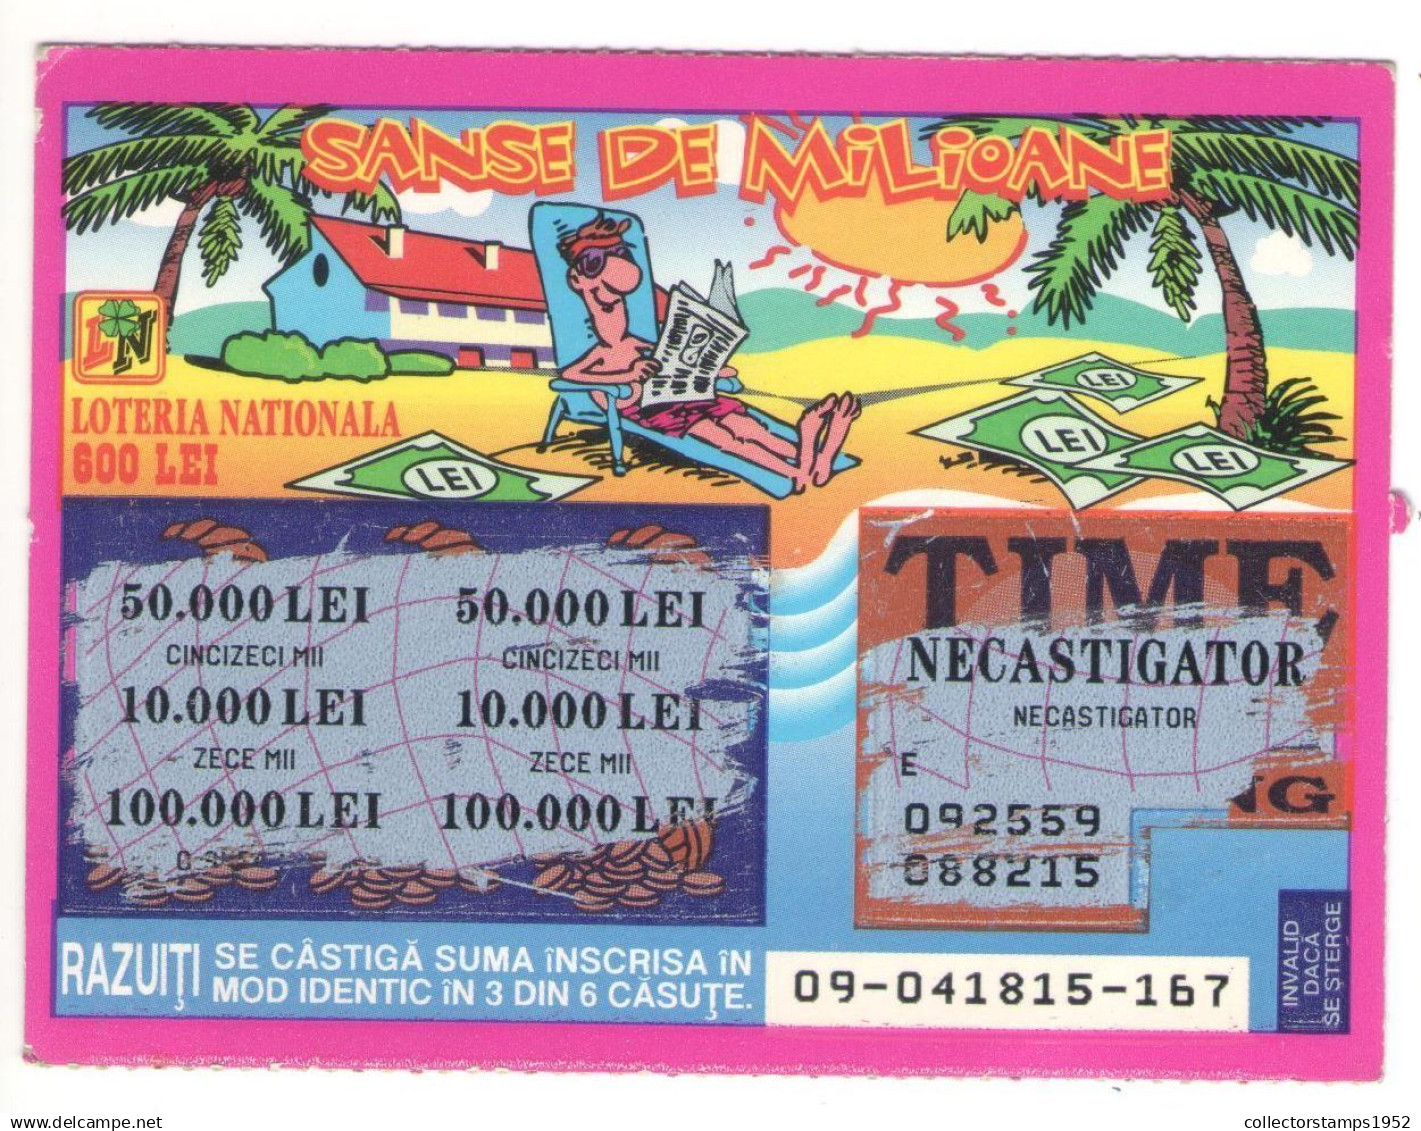 SANSE DE MiLiOANE
LN
LOTERIA NATIONALA
600 LEI
LEI
LEI
LEI
LEI
50.000 LEI 50.000 LEI
CINCIZECI MII CINCIZECI MII
10.000 LEI 10.000 LEI
ZECE MII ZECE MII
100.000 LEI 100.000 LEI
TIME
NECASTIGATOR
NECASTIGATOR
E
NG
092559
088215
RAZUIŢI SE CÂSTIGĂ SUMA ÎNSCRISA ÎN
MOD IDENTIC ÎN 3 DIN 6 CĂSUŢE.
09-041815-167
INVALID
DACĂ
SE ŞTERGE
delcampe.net
collectorstamps1952